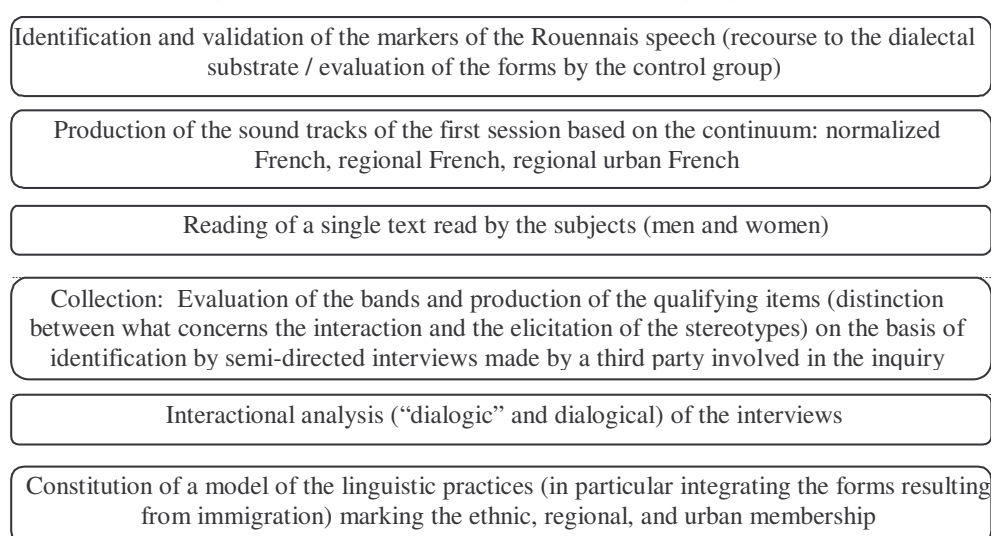 Identification and validation of the markers of the Rouennais speech (recourse to the dialectal
substrate / evaluation of the forms by the control group)
Production of the sound tracks of the first session based on the continuum: normalized
French, regional French, regional urban French
Reading of a single text read by the subjects (men and women)
Collection: Evaluation of the bands and production of the qualifying items (distinction
between what concerns the interaction and the elicitation of the stereotypes) on the basis of
identification by semi-directed interviews made by a third party involved in the inquiry
Interactional analysis (“dialogic” and dialogical) of the interviews
Constitution of a model of the linguistic practices (in particular integrating the forms resulting
from immigration) marking the ethnic, regional, and urban membership